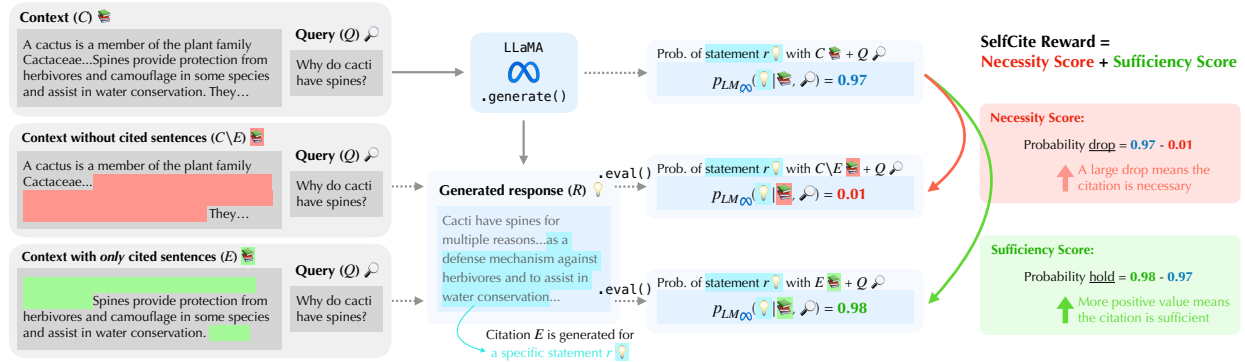 Context (C)
A cactus is a member of the plant family
Cactaceae...Spines provide protection from
herbivores and camouflage in some species
and assist in water conservation. They…
Query (Q)
Why do cacti
have spines?
LLaMA
.generate()
Prob. of statement r with C + Q
pLM( | , ) = 0.97
SelfCite Reward =
Necessity Score + Sufficiency Score
Context without cited sentences (C\E)
A cactus is a member of the plant family
Cactaceae...
They…
Query (Q)
Why do cacti
have spines?
Generated response (R)
Cacti have spines for
multiple reasons...as a
defense mechanism against
herbivores and to assist in
water conservation...
.eval()
Prob. of statement r with C\E + Q
pLM( | , ) = 0.01
Necessity Score:
Probability drop = 0.97 - 0.01
A large drop means the
citation is necessary
Context with only cited sentences (E)
Spines provide protection from
herbivores and camouflage in some species
and assist in water conservation.
Query (Q)
Why do cacti
have spines?
.eval()
Prob. of statement r with E + Q
pLM( | , ) = 0.98
Citation E is generated for
a specific statement r
Sufficiency Score:
Probability hold = 0.98 - 0.97
More positive value means
the citation is sufficient